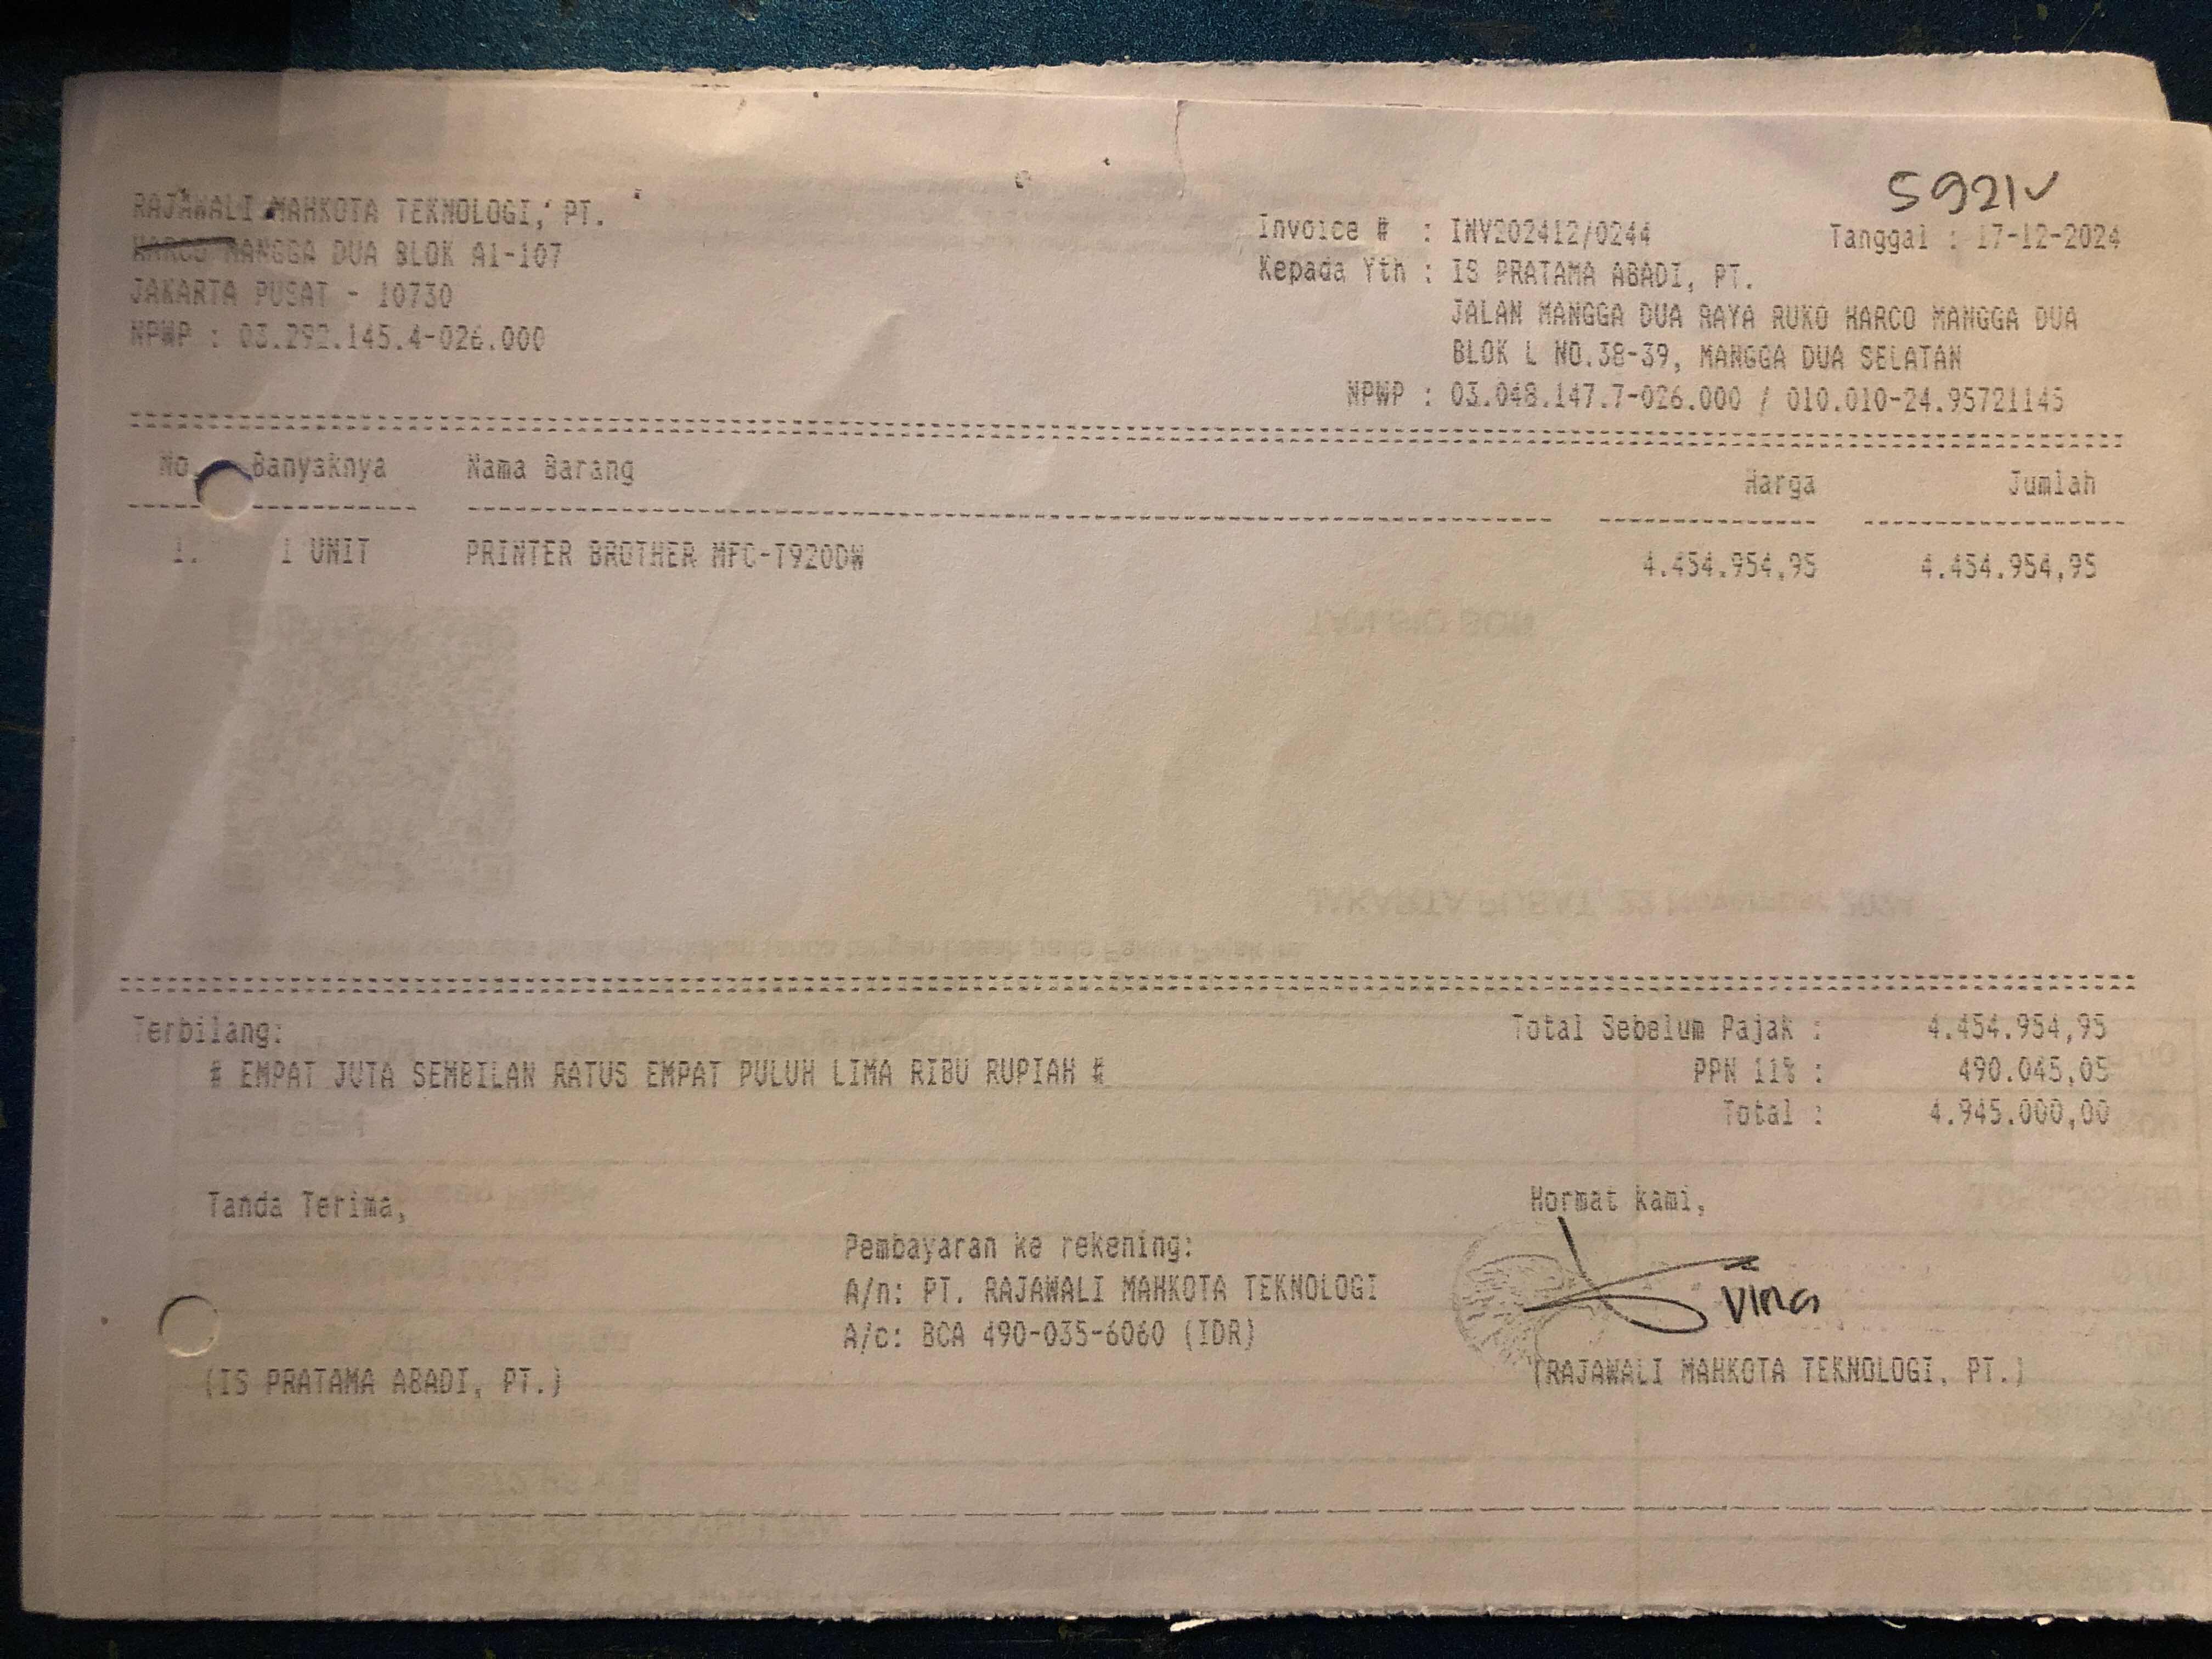 5921
RAJAWALI MAHKOTA TEKNOLOGI, PT.
HARCO MANGGA DUA BLOK A1-107
JAKARTA PUSAT - 10730
NPWP : 03.292.145.4-026.000
Invoice # : INV202412/0244 Tanggal : 17-12-2024
Kepada Yth : IS PRATAMA ABADI, PT.
JALAN MANGGA DUA RAYA RUKO HARCO MANGGA DUA
BLOK L NO.38-39, MANGGA DUA SELATAN
NPWP : 03.048.147.7-026.000 / 010.010-24.95721145
No. Banyaknya Nama Barang Harga Jumlah
1. 1 UNIT PRINTER BROTHER MFC-T920DW 4.454.954,95 4.454.954,95
Terbilang:
# EMPAT JUTA SEMBILAN RATUS EMPAT PULUH LIMA RIBU RUPIAH #
Total Sebelum Pajak : 4.454.954,95
PPN 11% : 490.045,05
Total : 4.945.000,00
Tanda Terima,
(IS PRATAMA ABADI, PT.)
Pembayaran ke rekening:
A/n: PT. RAJAWALI MAHKOTA TEKNOLOGI
A/c: BCA 490-035-6060 (IDR)
Hormat kami,
Vina
(RAJAWALI MAHKOTA TEKNOLOGI, PT.)